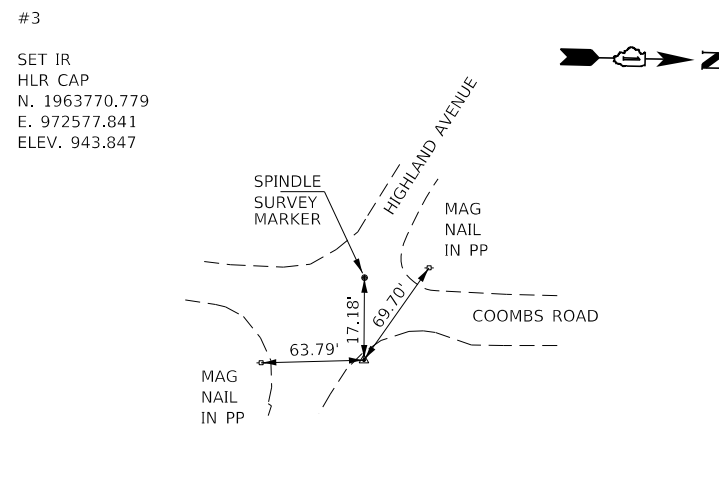 #3
SET IR
HLR CAP
N. 1963770.779
E. 972577.841
ELEV. 943.847
N
HIGHLAND AVENUE
SPINDLE
SURVEY
MARKER
MAG
NAIL
IN PP
17.18'
69.70'
COOMBS ROAD
63.79'
MAG
NAIL
IN PP